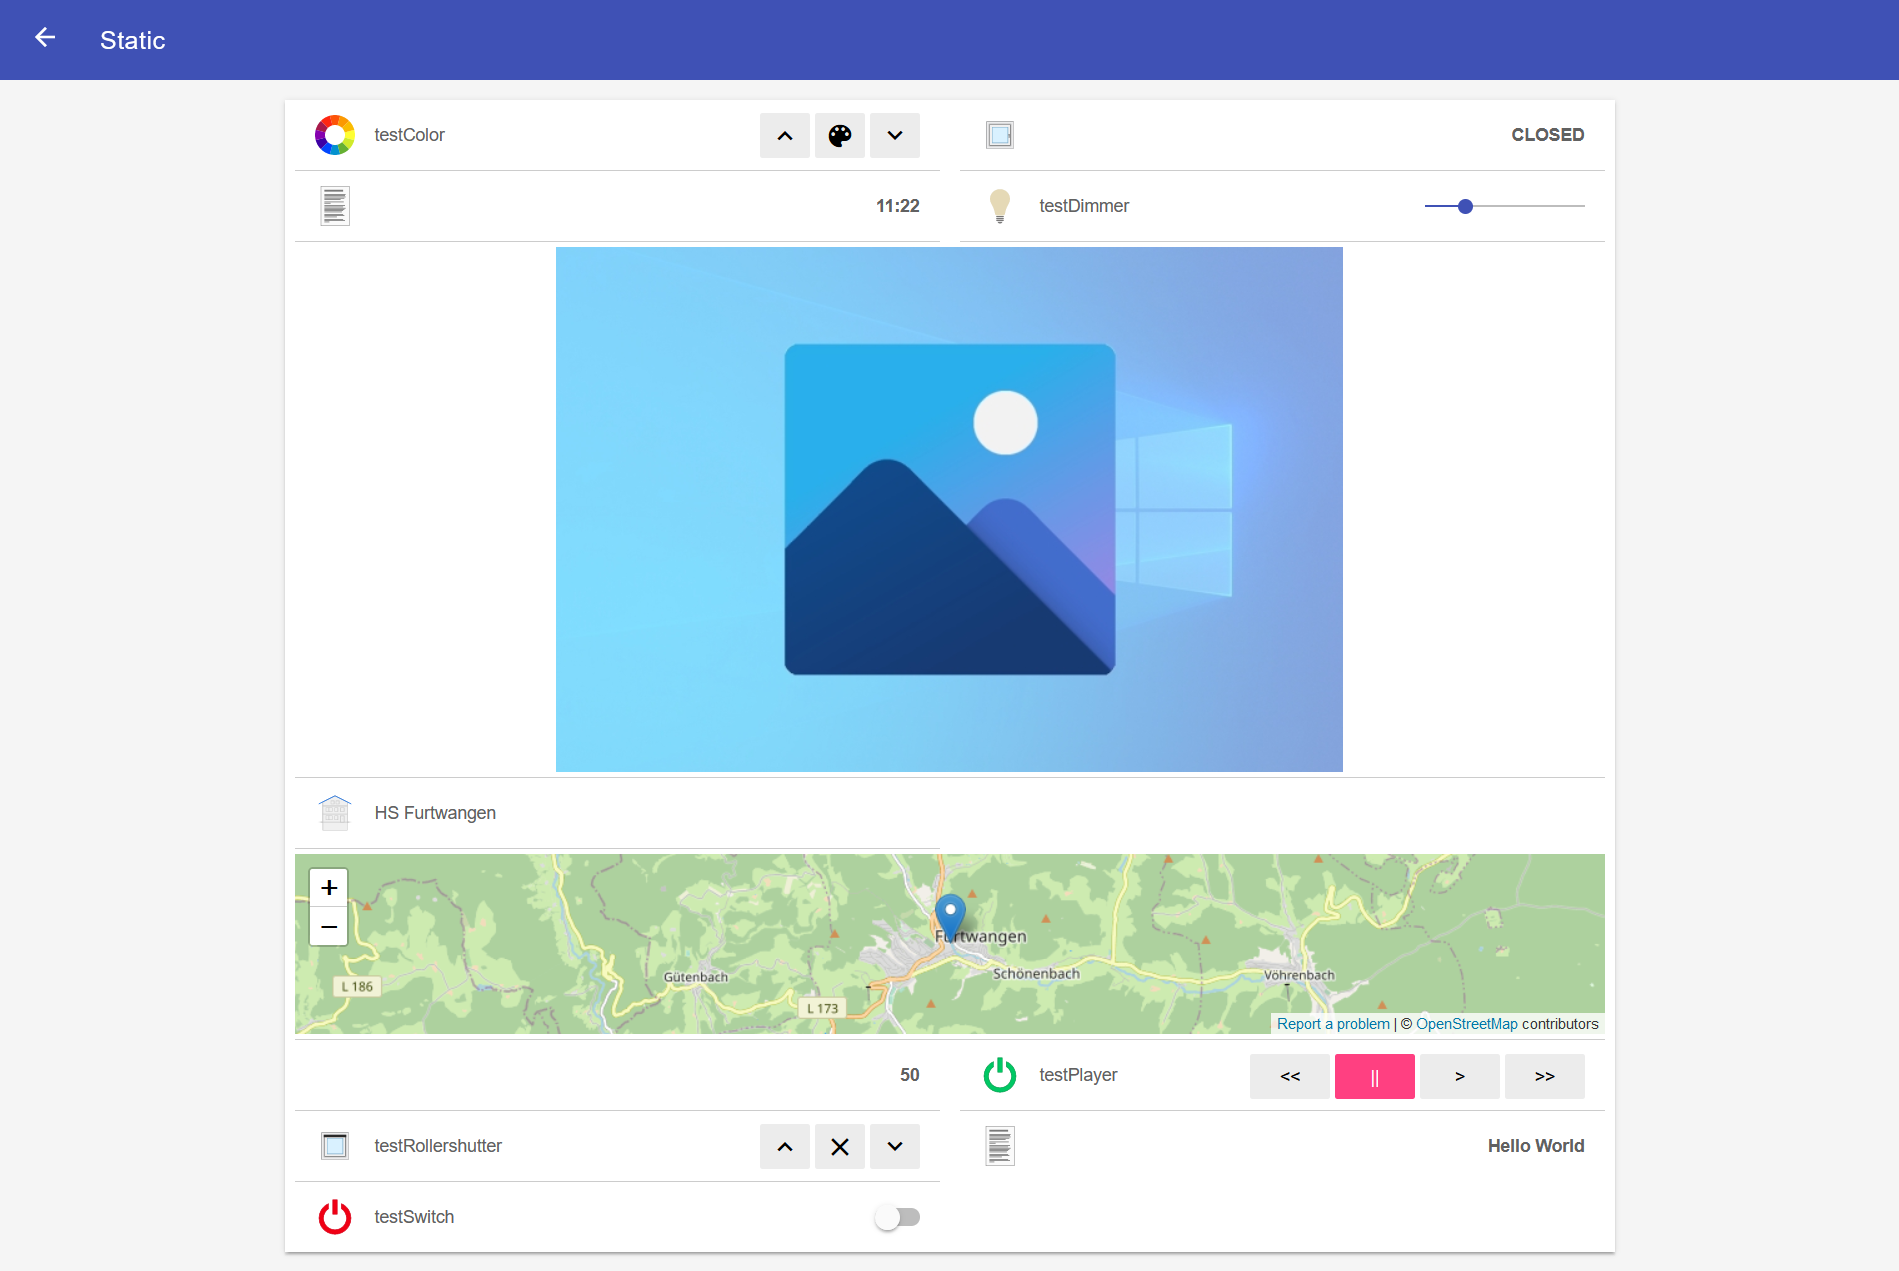 Static
testColor
CLOSED
11:22
testDimmer
HS Furtwangen
+
−
Furtwangen
Gütenbach
Schönenbach
Vöhrenbach
L 186
L 173
Report a problem | © OpenStreetMap contributors
50
testPlayer
<<
||
>
>>
testRollershutter
Hello World
testSwitch